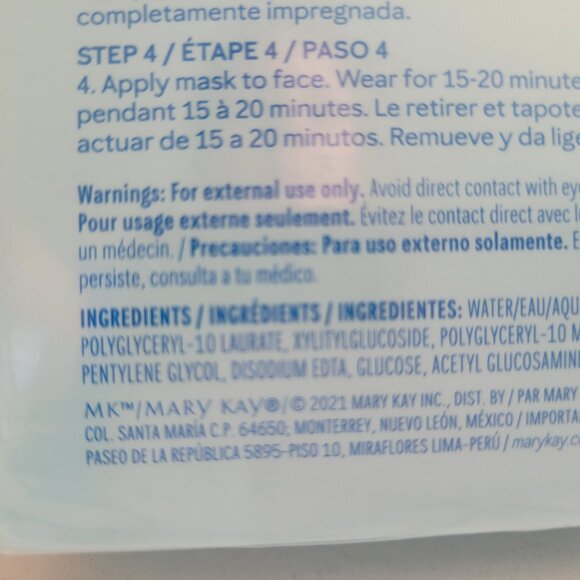 completamente impregnada.
STEP 4 / ÉTAPE 4 / PASO 4
4. Apply mask to face. Wear for 15-20 minute
pendant 15 à 20 minutes. Le retirer et tapote
actuar de 15 a 20 minutos. Remueve y da lige
Warnings: For external use only. Avoid direct contact with eye
Pour usage externe seulement. Évitez le contact direct avec l
un médecin. / Precauciones: Para uso externo solamente. E
persiste, consulta a tu médico.
INGREDIENTS / INGRÉDIENTS / INGREDIENTES: WATER/EAU/AQU
POLYGLYCERYL-10 LAURATE, XYLITYLGLUCOSIDE, POLYGLYCERYL-10 M
PENTYLENE GLYCOL, DISODIUM EDTA, GLUCOSE, ACETYL GLUCOSAMINE
MK™/MARY KAY®/© 2021 MARY KAY INC., DIST. BY / PAR MARY
COL. SANTA MARÍA C.P. 64650; MONTERREY, NUEVO LEÓN, MÉXICO / IMPORTA
PASEO DE LA REPÚBLICA 5895-PISO 10, MIRAFLORES LIMA-PERÚ / marykay.c